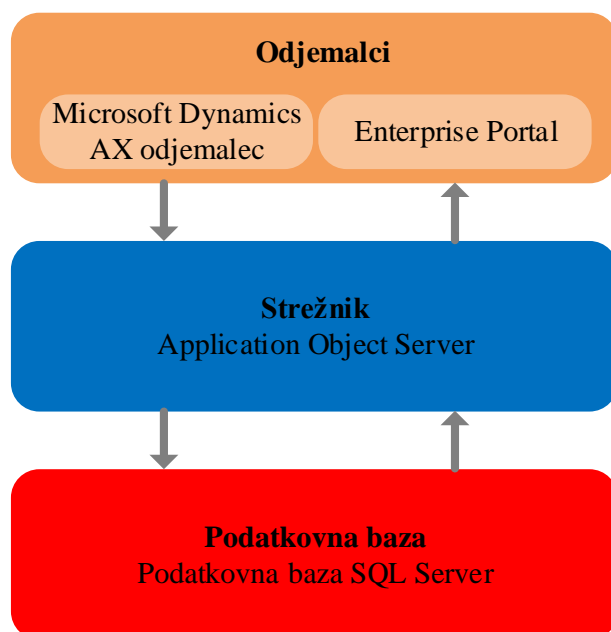 Odjemalci
Microsoft Dynamics
AX odjemalec
Enterprise Portal
Strežnik
Application Object Server
Podatkovna baza
Podatkovna baza SQL Server